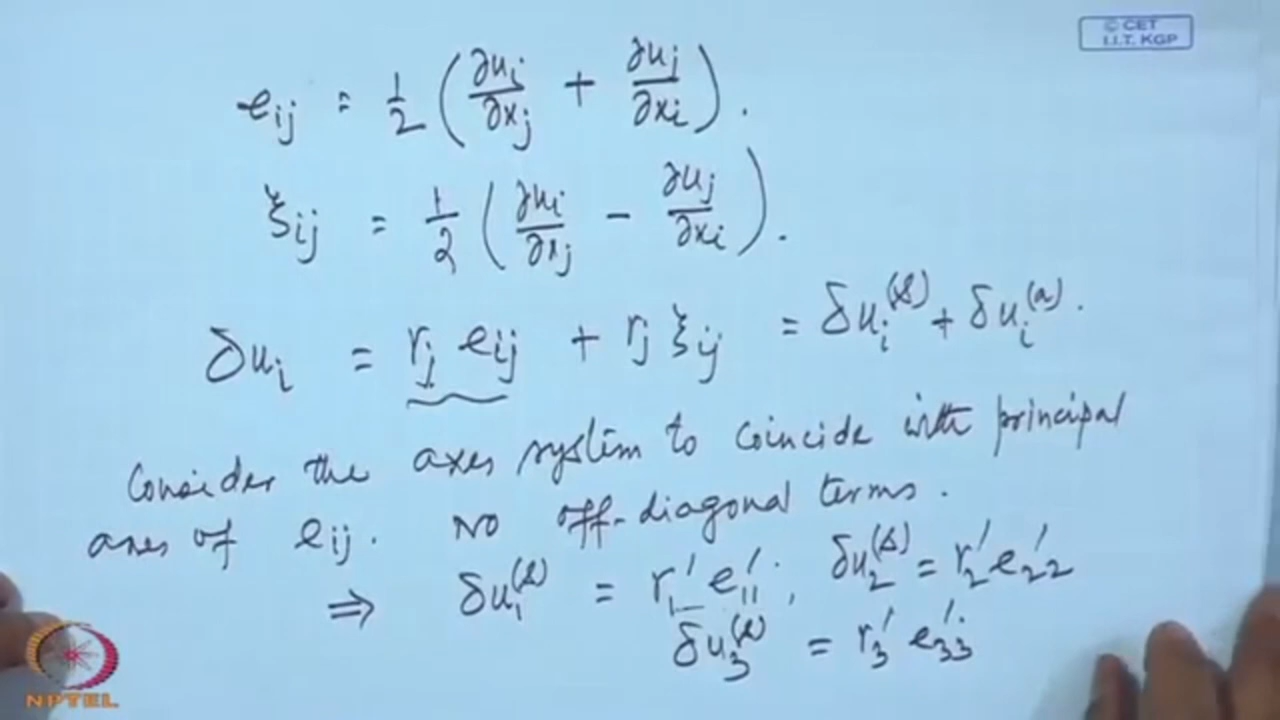 © CET
I.I.T. KGP
e_ij = 1/2 (∂u_i/∂x_j + ∂u_j/∂x_i).
ξ_ij = 1/2 (∂u_i/∂x_j - ∂u_j/∂x_i).
δu_i = r_j e_ij + r_j ξ_ij = δu_i^(s) + δu_i^(a).
Consider the axes system to coincide with principal
axes of e_ij. No off-diagonal terms.
⇒ δu_1^(s) = r_1' e_11'; δu_2^(s) = r_2' e_22'
δu_3^(s) = r_3' e_33'.
NPTEL